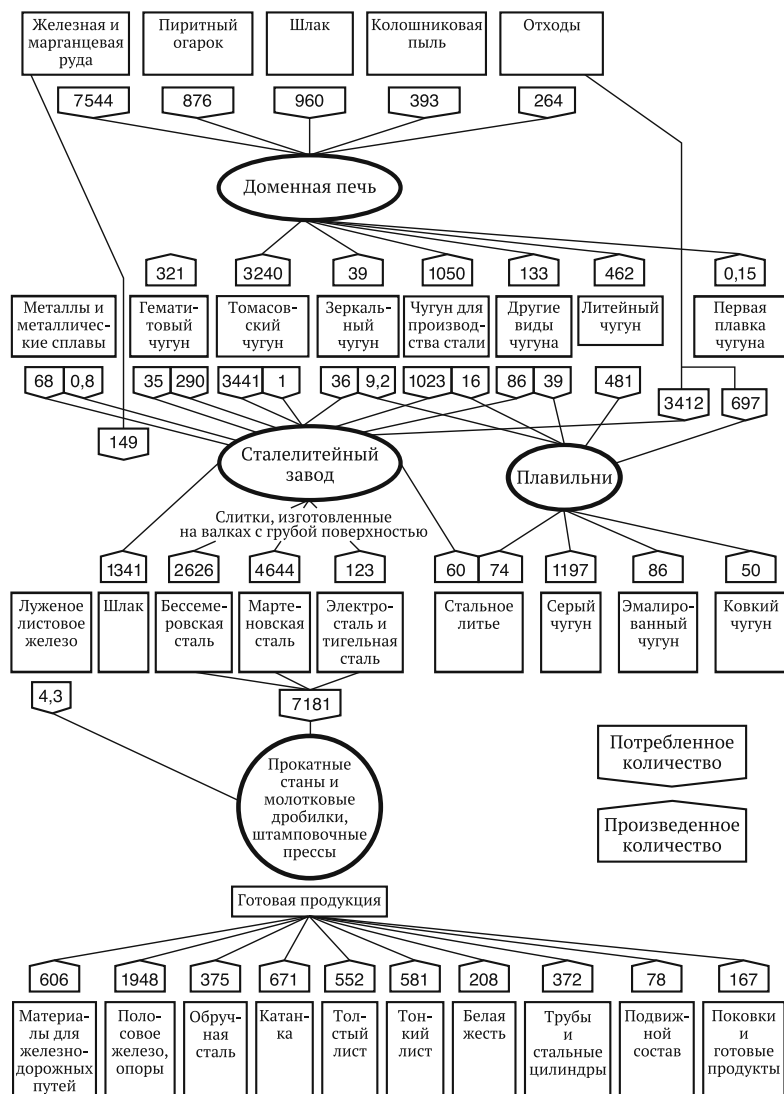 Железная и
марганцевая
руда
Пиритный
огарок
Шлак
Колошниковая
пыль
Отходы
7544
876
960
393
264
Доменная печь
321
3240
39
1050
133
462
0,15
Металлы и
металличес-
кие сплавы
Гемати-
товый
чугун
Томасов-
ский
чугун
Зеркаль-
ный
чугун
Чугун для
производ-
ства стали
Другие
виды
чугуна
Литейный
чугун
Первая
плавка
чугуна
68
0,8
35
290
3441
1
36
9,2
1023
16
86
39
481
3412
697
149
Сталелитейный
завод
Плавильни
Слитки, изготовленные
на валках с грубой поверхностью
1341
2626
4644
123
60
74
1197
86
50
Луженое
листовое
железо
Шлак
Бессеме-
ровская
сталь
Марте-
новская
сталь
Электро-
сталь и
тигельная
сталь
Стальное
литье
Серый
чугун
Эмалиро-
ванный
чугун
Ковкий
чугун
4,3
7181
Прокатные
станы и
молотковые
дробилки,
штамповочные
прессы
Потребленное
количество
Произведенное
количество
Готовая продукция
606
1948
375
671
552
581
208
372
78
167
Материа-
лы для
железно-
дорожных
путей
Поло-
совое
железо,
опоры
Обруч-
ная
сталь
Катан-
ка
Тол-
стый
лист
Тон-
кий
лист
Белая
жесть
Трубы
и
стальные
цилиндры
Подвиж-
ной
состав
Поковки
и
готовые
продукты